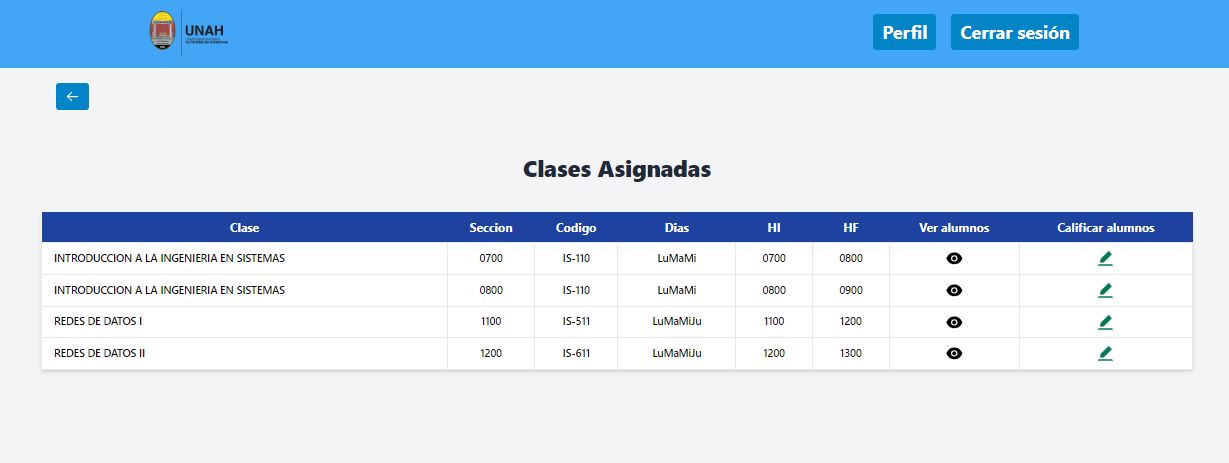 UNAH
Perfil
Cerrar sesión
Clases Asignadas
Clase Seccion Codigo Dias HI HF Ver alumnos Calificar alumnos
INTRODUCCION A LA INGENIERIA EN SISTEMAS 0700 IS-110 LuMaMi 0700 0800
INTRODUCCION A LA INGENIERIA EN SISTEMAS 0800 IS-110 LuMaMi 0800 0900
REDES DE DATOS I 1100 IS-511 LuMaMiJu 1100 1200
REDES DE DATOS II 1200 IS-611 LuMaMiJu 1200 1300